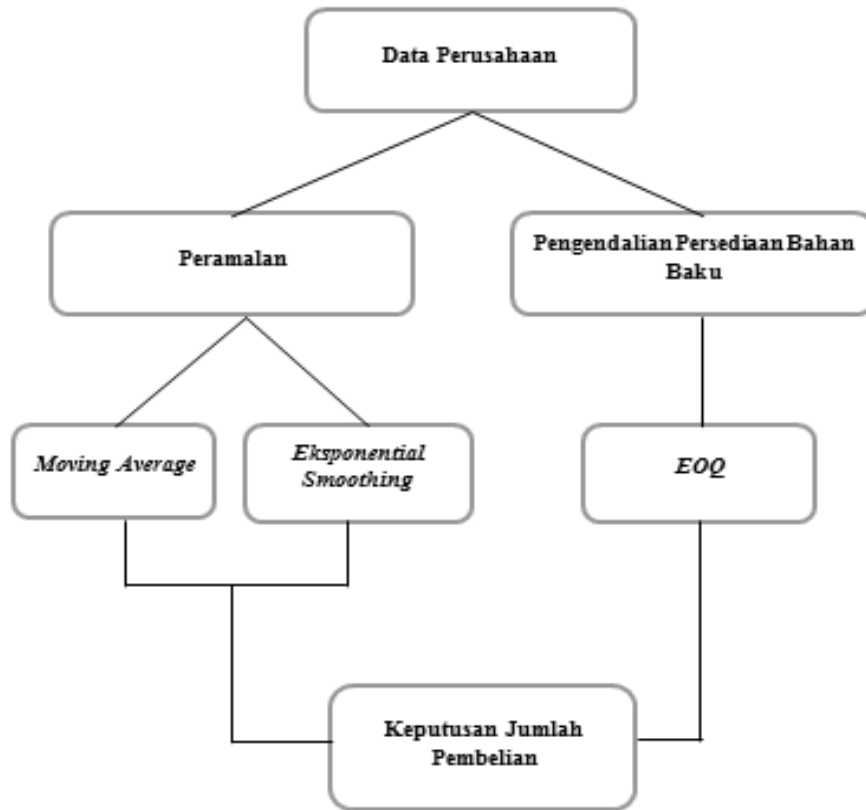 Data Perusahaan
Peramalan
Pengendalian Persediaan Bahan
Baku
Moving Average
Eksponential
Smoothing
EOQ
Keputusan Jumlah
Pembelian